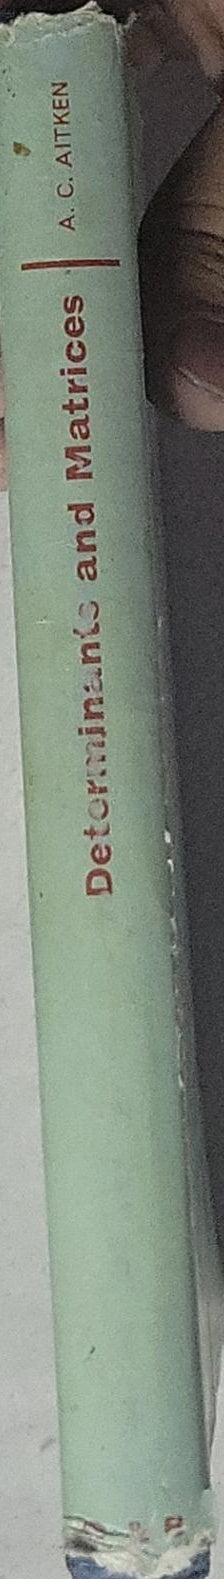 Determinants and Matrices
A. C. AITKEN